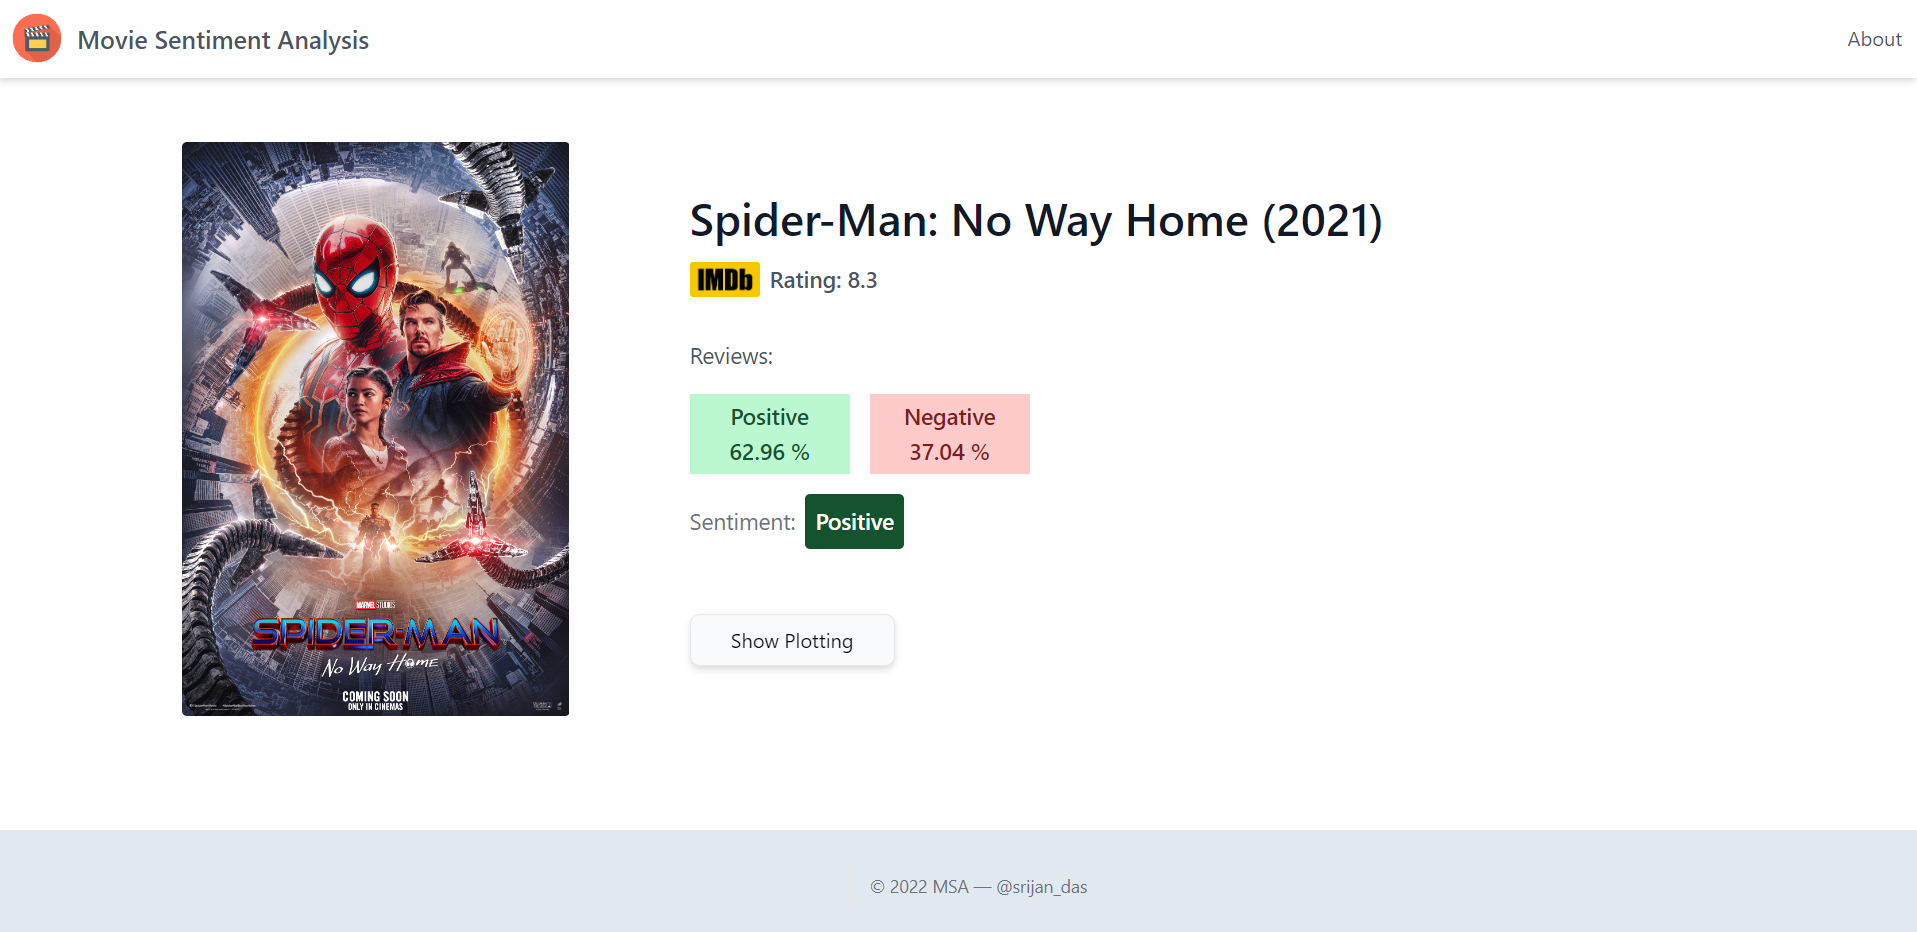 Movie Sentiment Analysis
About
MARVEL STUDIOS
SPIDER-MAN
No Way Home
COMING SOON
ONLY IN CINEMAS
Spider-Man: No Way Home (2021)
IMDb Rating: 8.3
Reviews:
Positive Negative
62.96 % 37.04 %
Sentiment: Positive
Show Plotting
© 2022 MSA — @srijan_das